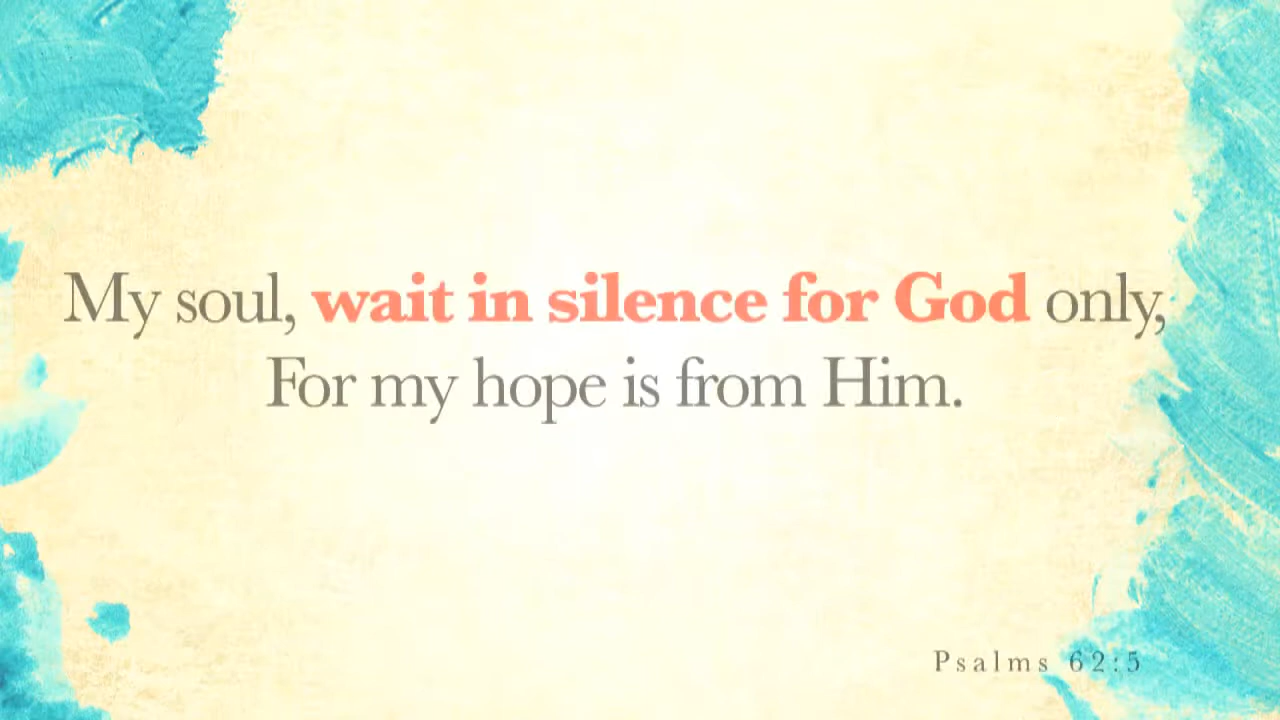 My soul, wait in silence for God only,
For my hope is from Him.
Psalms 62:5